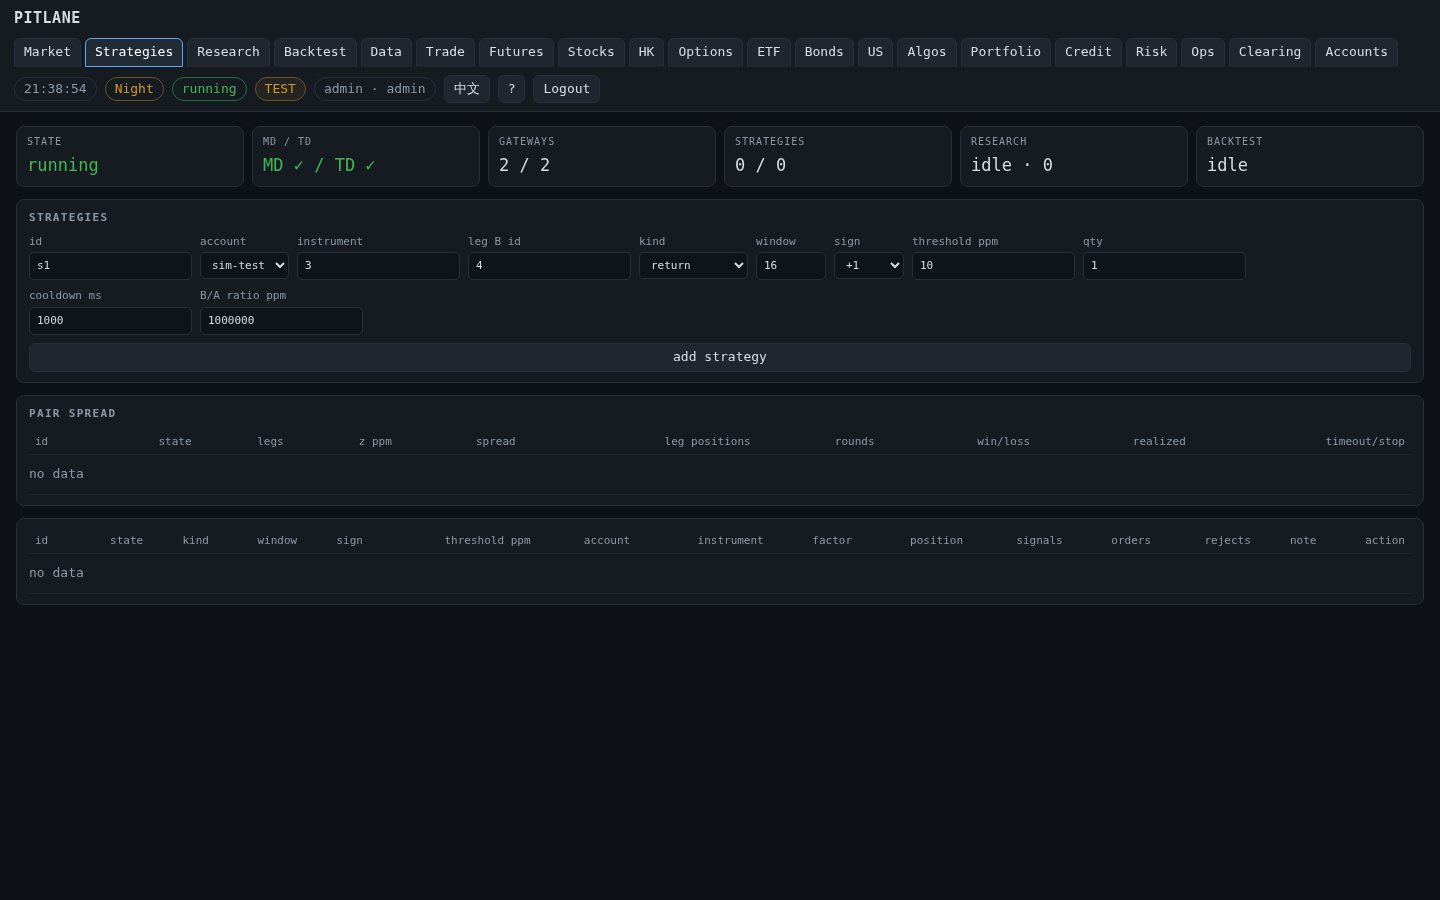 PITLANE
Market Strategies Research Backtest Data Trade Futures Stocks HK Options ETF Bonds US Algos Portfolio Credit Risk Ops Clearing Accounts
21:38:54 Night running TEST admin · admin 中文 ? Logout
STATE MD / TD GATEWAYS STRATEGIES RESEARCH BACKTEST
running MD ✓ / TD ✓ 2 / 2 0 / 0 idle · 0 idle
STRATEGIES
id account instrument leg B id kind window sign threshold ppm qty
s1 sim-test 3 4 return 16 +1 10 1
cooldown ms B/A ratio ppm
1000 1000000
add strategy
PAIR SPREAD
id state legs z ppm spread leg positions rounds win/loss realized timeout/stop
no data
id state kind window sign threshold ppm account instrument factor position signals orders rejects note action
no data